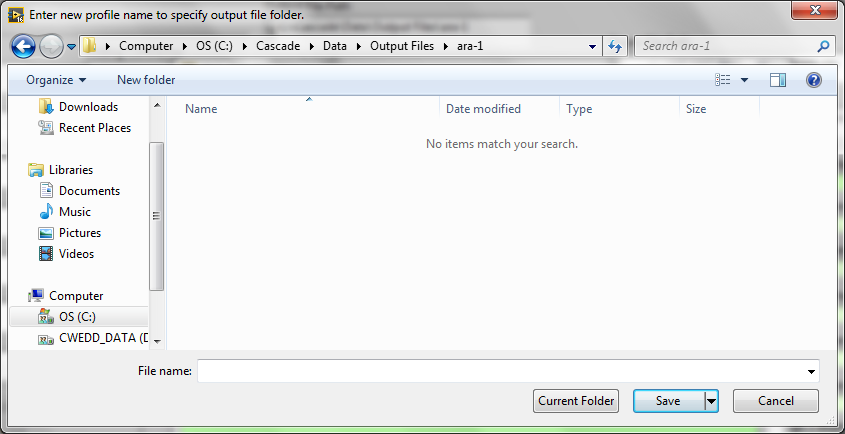 Enter new profile name to specify output file folder.
Computer OS (C:) Cascade Data Output Files ara-1
Search ara-1
Organize New folder
Downloads
Recent Places
Libraries
Documents
Music
Pictures
Videos
Computer
OS (C:)
CWEDD_DATA (D
Name Date modified Type Size
No items match your search.
File name:
Current Folder Save Cancel